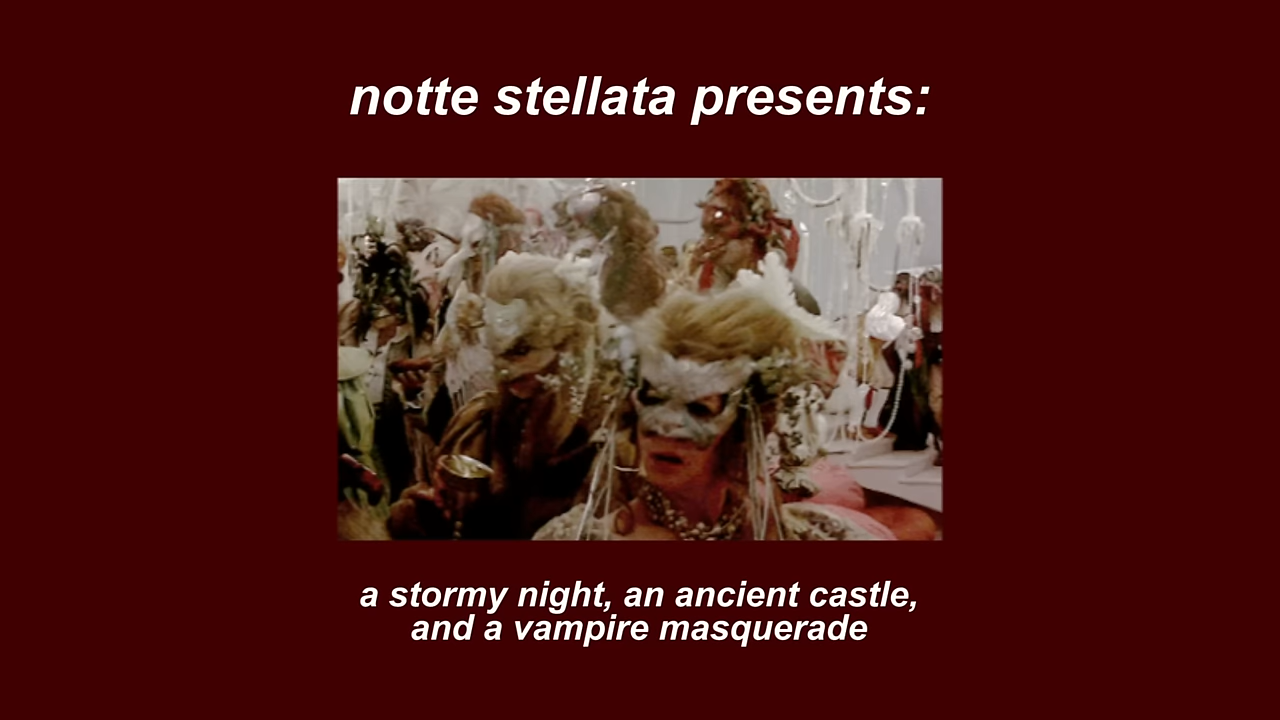 notte stellata presents:
a stormy night, an ancient castle,
and a vampire masquerade